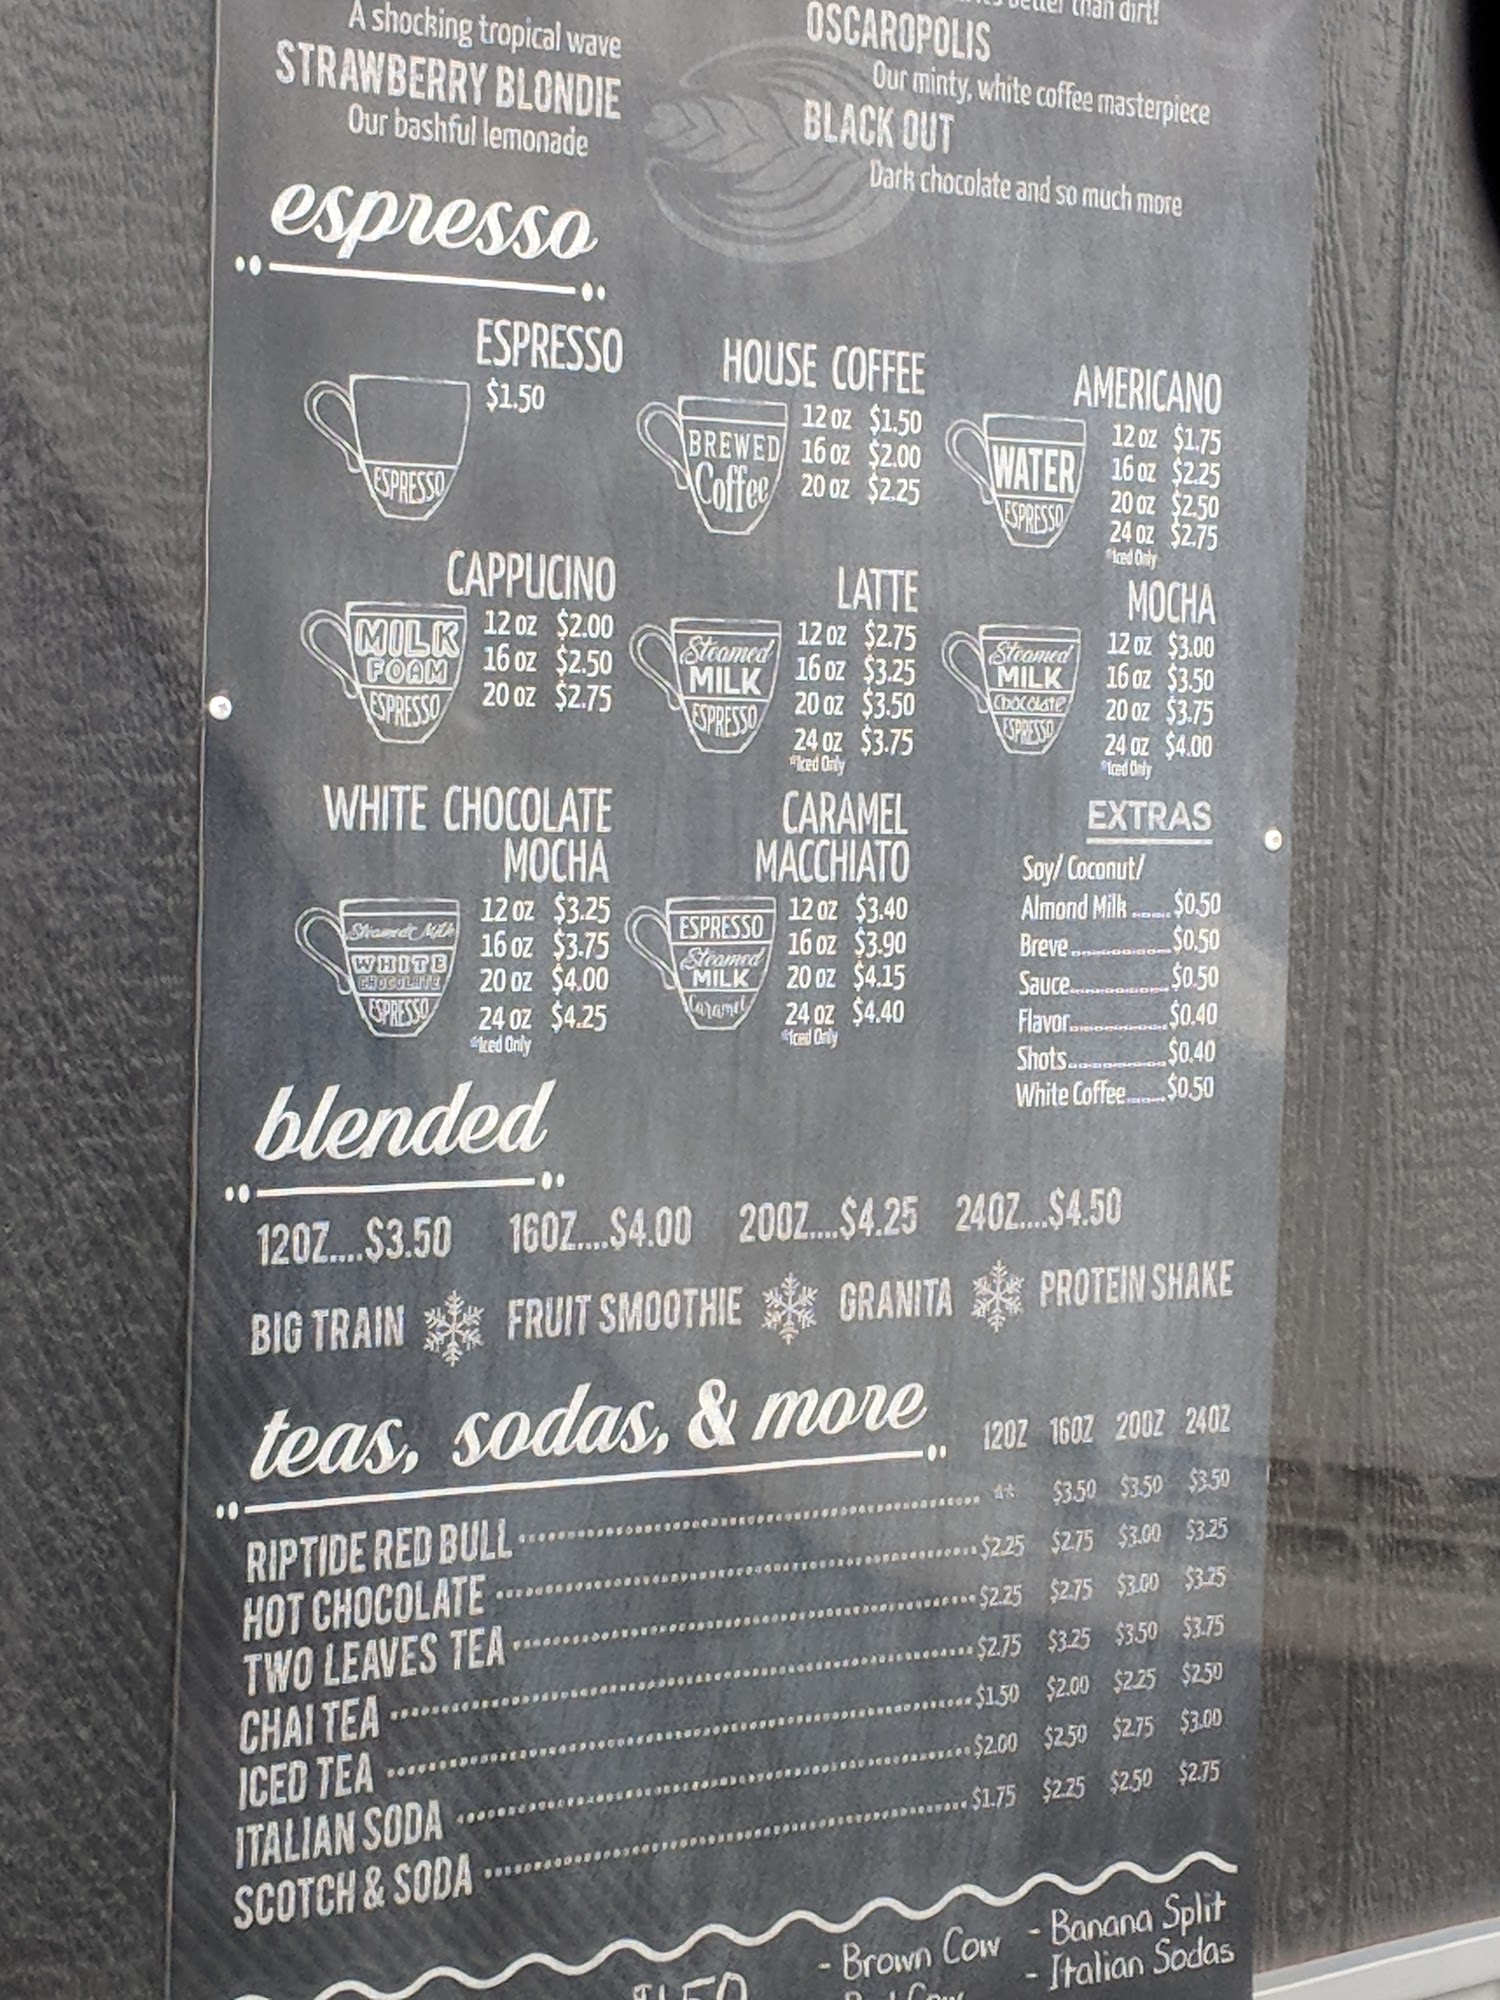 better than dirt!
A shocking tropical wave
STRAWBERRY BLONDIE
Our bashful lemonade
OSCAROPOLIS
Our minty, white coffee masterpiece
BLACK OUT
Dark chocolate and so much more
espresso
ESPRESSO
$1.50
ESPRESSO
HOUSE COFFEE
12 oz $1.50
16 oz $2.00
20 oz $2.25
BREWED
Coffee
AMERICANO
12 oz $1.75
16 oz $2.25
20 oz $2.50
24 oz $2.75
*Iced Only
WATER
ESPRESSO
CAPPUCINO
12 oz $2.00
16 oz $2.50
20 oz $2.75
MILK
FOAM
ESPRESSO
LATTE
12 oz $2.75
16 oz $3.25
20 oz $3.50
24 oz $3.75
*Iced Only
Steamed
MILK
ESPRESSO
MOCHA
12 oz $3.00
16 oz $3.50
20 oz $3.75
24 oz $4.00
*Iced Only
Steamed
MILK
Chocolate
ESPRESSO
WHITE CHOCOLATE
MOCHA
12 oz $3.25
16 oz $3.75
20 oz $4.00
24 oz $4.25
*Iced Only
Steamed Milk
WHITE
CHOCOLATE
ESPRESSO
CARAMEL
MACCHIATO
12 oz $3.40
16 oz $3.90
20 oz $4.15
24 oz $4.40
*Iced Only
ESPRESSO
Steamed
MILK
Caramel
EXTRAS
Soy/ Coconut/
Almond Milk ...... $0.50
Breve ............... $0.50
Sauce............... $0.50
Flavor............... $0.40
Shots............... $0.40
White Coffee...... $0.50
blended
12OZ....$3.50 16OZ....$4.00 20OZ....$4.25 24OZ....$4.50
BIG TRAIN FRUIT SMOOTHIE GRANITA PROTEIN SHAKE
teas, sodas, & more 12OZ 16OZ 20OZ 24OZ
RIPTIDE RED BULL .......... ** $3.50 $3.50 $3.50
HOT CHOCOLATE .......... $2.25 $2.75 $3.00 $3.25
TWO LEAVES TEA .......... $2.25 $2.75 $3.00 $3.25
CHAI TEA .......... $2.75 $3.25 $3.50 $3.75
ICED TEA .......... $1.50 $2.00 $2.25 $2.50
ITALIAN SODA .......... $2.00 $2.50 $2.75 $3.00
SCOTCH & SODA .......... $1.75 $2.25 $2.50 $2.75
- Brown Cow - Banana Split
- Italian Sodas